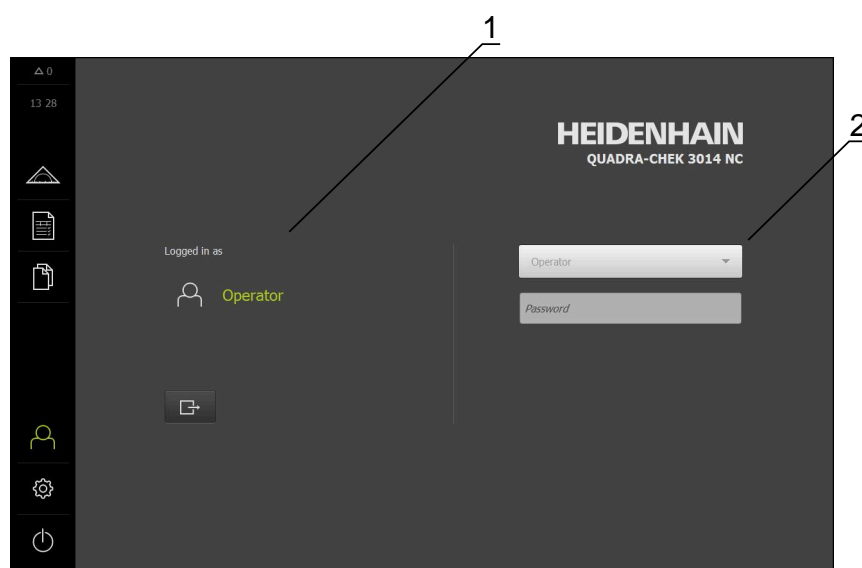 1
0
13 28
HEIDENHAIN
QUADRA-CHEK 3014 NC
2
Logged in as
Operator
Operator
Password